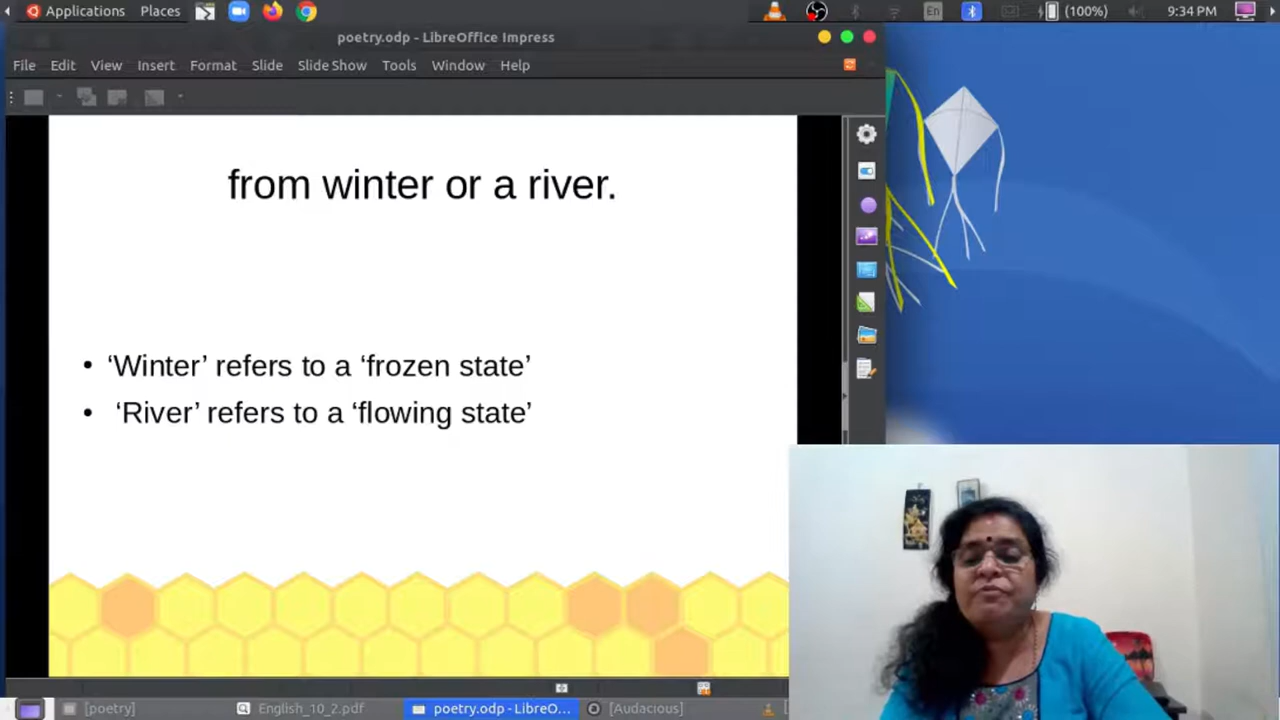 Applications Places En (100%) 9:34 PM
poetry.odp - LibreOffice Impress
File Edit View Insert Format Slide Slide Show Tools Window Help
from winter or a river.
• ‘Winter’ refers to a ‘frozen state’
• ‘River’ refers to a ‘flowing state’
[poetry] English_10_2.pdf poetry.odp - LibreO... [Audacious] [